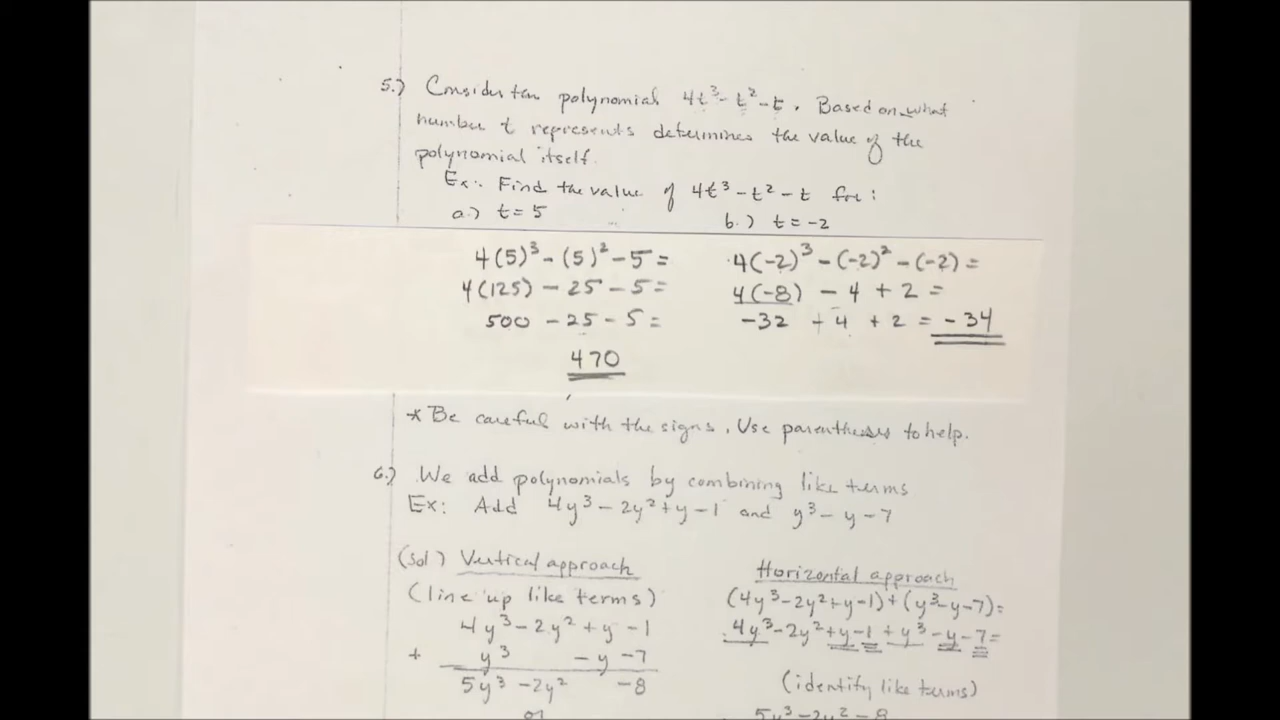 5.) Consider the polynomial 4t³ - t² - t. Based on what
number t represents determines the value of the
polynomial itself.
Ex: Find the value of 4t³ - t² - t for:
a.) t = 5
b.) t = -2
4(5)³ - (5)² - 5 =
4(125) - 25 - 5 =
500 - 25 - 5 =
470
4(-2)³ - (-2)² - (-2) =
4(-8) - 4 + 2 =
-32 + 4 + 2 = -34
* Be careful with the signs. Use parentheses to help.
6.) We add polynomials by combining like terms
Ex: Add 4y³ - 2y² + y - 1 and y³ - y - 7
(Sol) Vertical approach
(line up like terms)
4y³ - 2y² + y - 1
+ y³ - y - 7
5y³ - 2y² - 8
or
Horizontal approach
(4y³ - 2y² + y - 1) + (y³ - y - 7) =
4y³ - 2y² + y - 1 + y³ - y - 7 =
(identify like terms)
5y³ - 2y² - 8